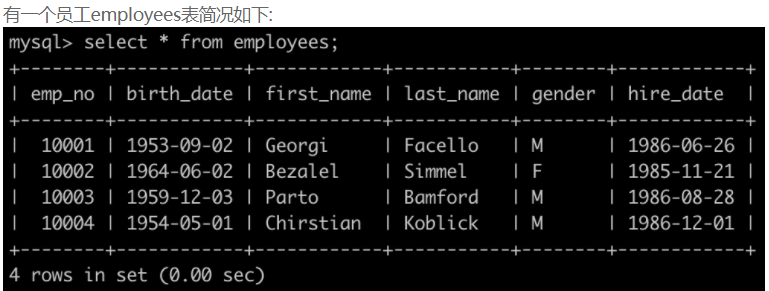 有一个员工employees表简况如下:
mysql> select * from employees;
+--------+------------+------------+-----------+--------+------------+
| emp_no | birth_date | first_name | last_name | gender | hire_date  |
+--------+------------+------------+-----------+--------+------------+
|  10001 | 1953-09-02 | Georgi     | Facello   | M      | 1986-06-26 |
|  10002 | 1964-06-02 | Bezalel    | Simmel    | F      | 1985-11-21 |
|  10003 | 1959-12-03 | Parto      | Bamford   | M      | 1986-08-28 |
|  10004 | 1954-05-01 | Chirstian  | Koblick   | M      | 1986-12-01 |
+--------+------------+------------+-----------+--------+------------+
4 rows in set (0.00 sec)